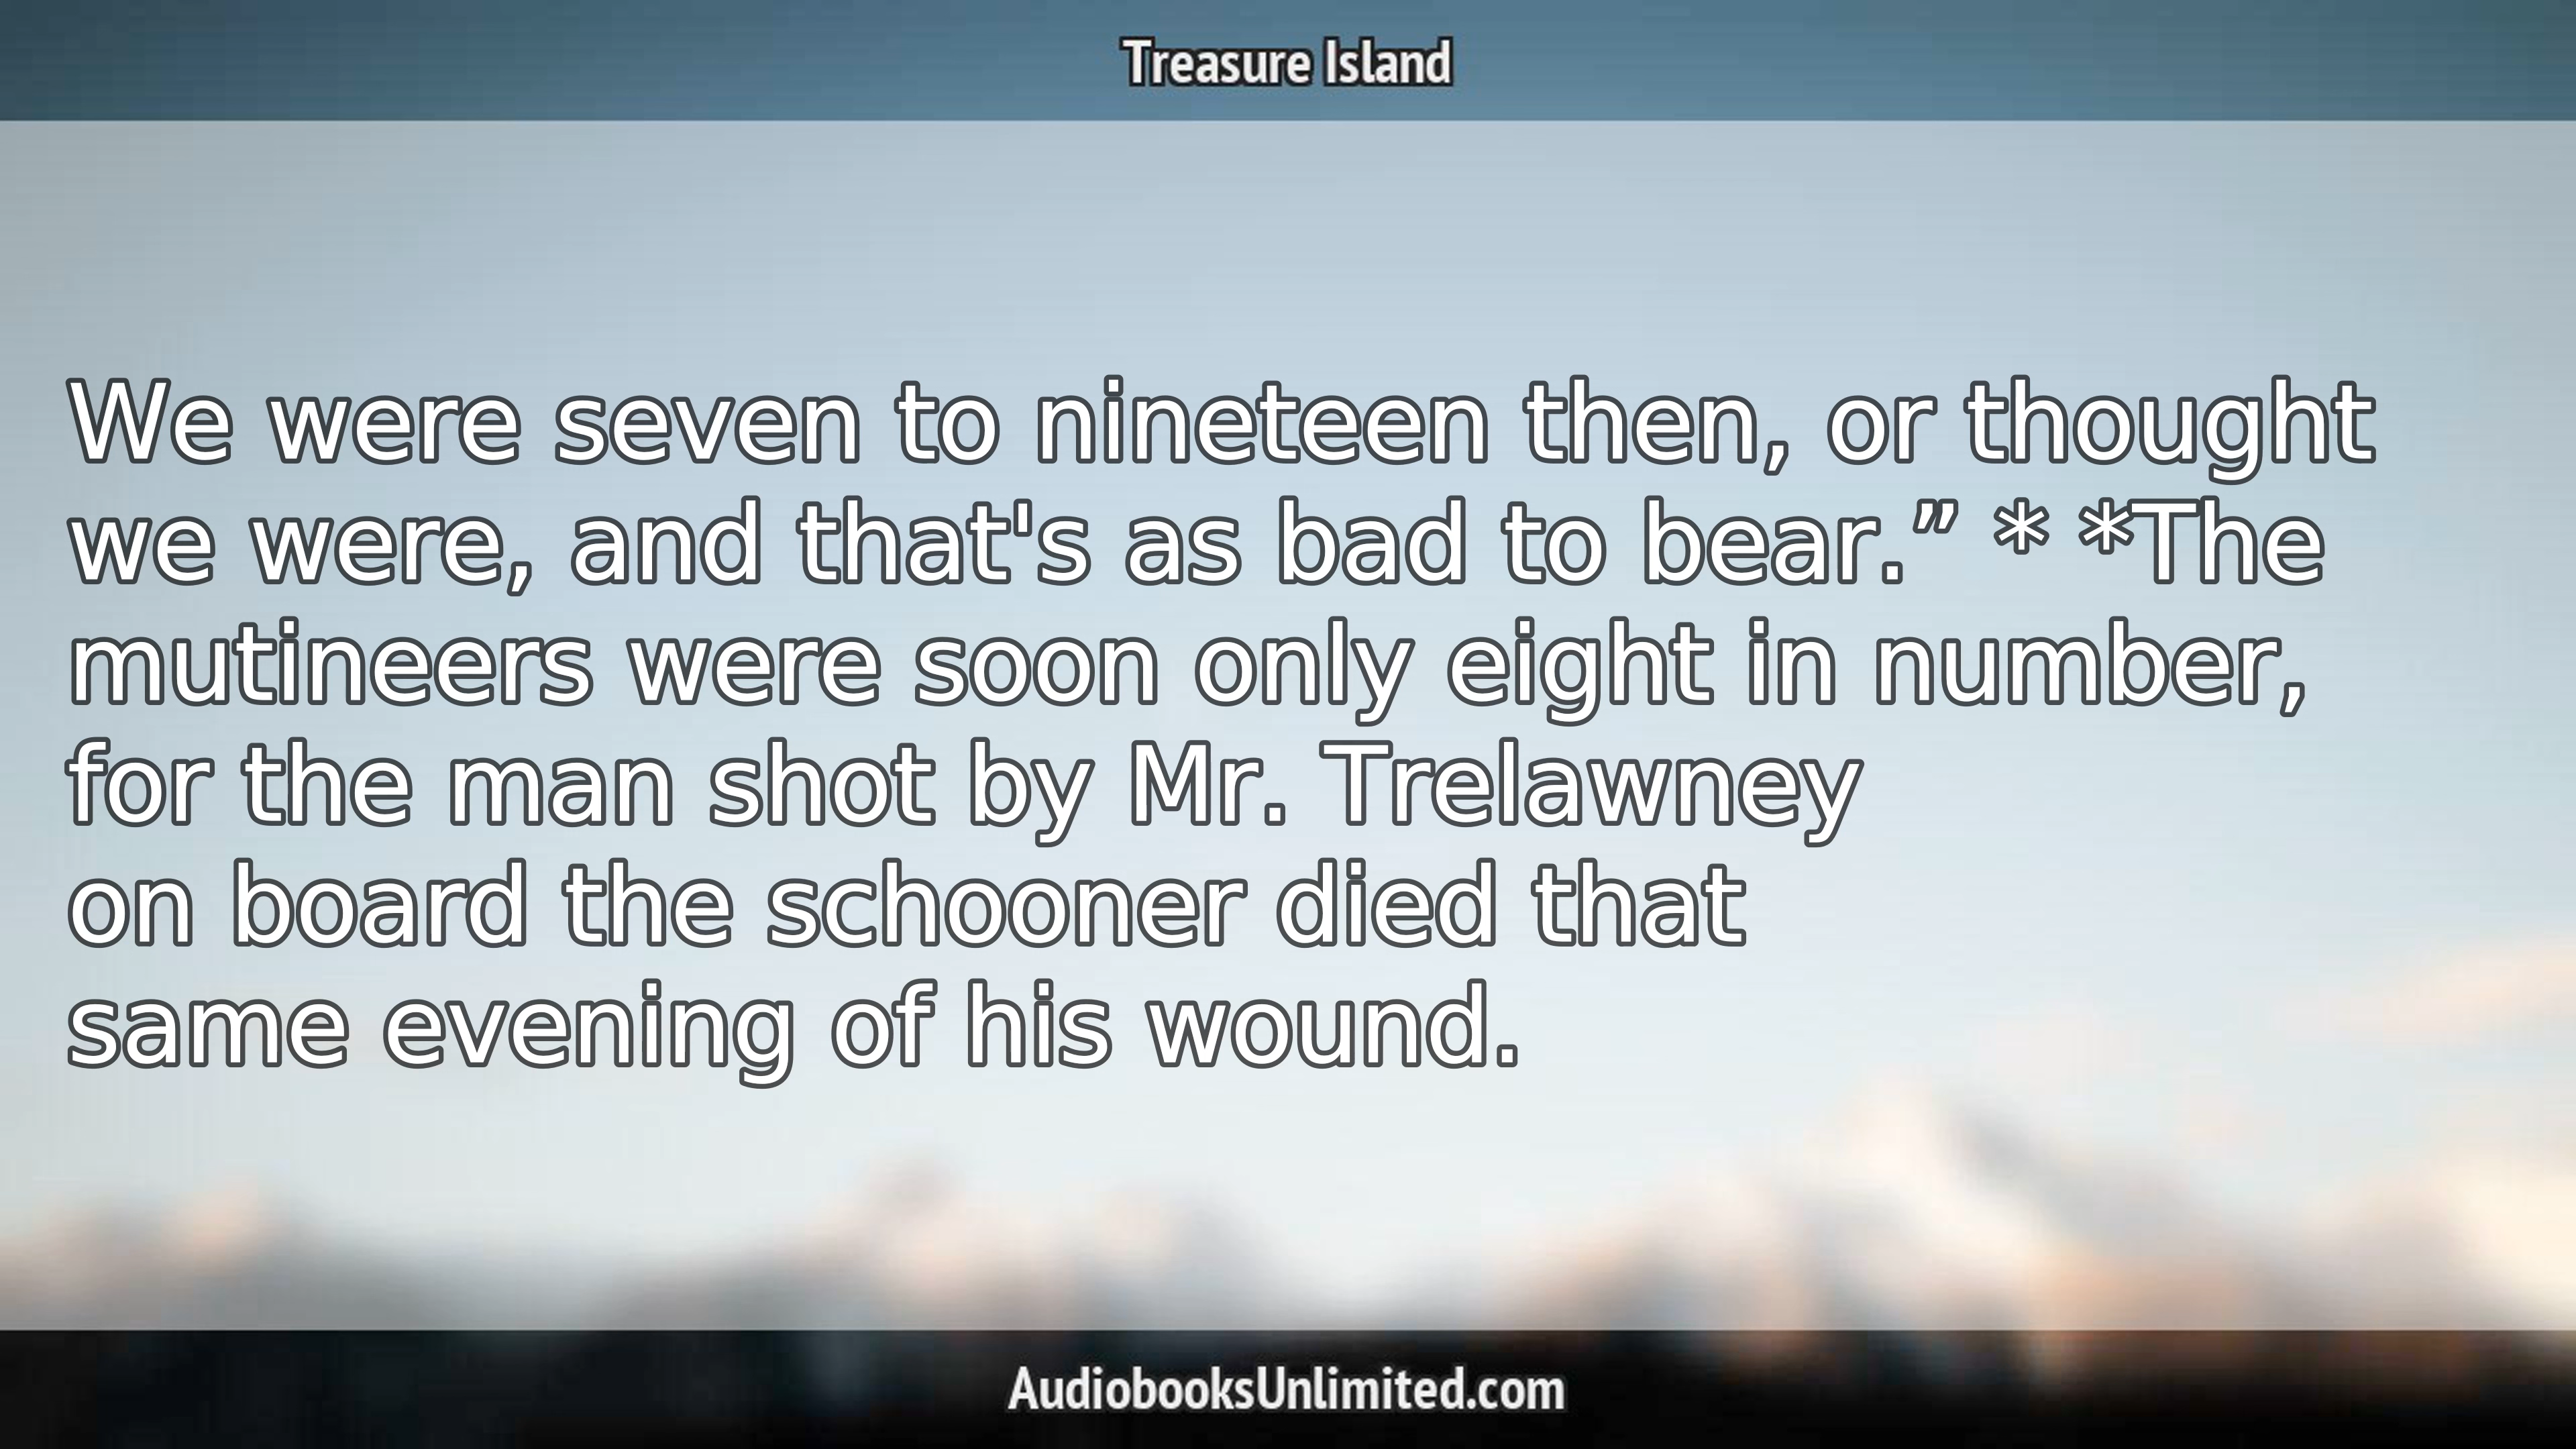 Treasure Island
We were seven to nineteen then, or thought
we were, and that's as bad to bear.” * *The
mutineers were soon only eight in number,
for the man shot by Mr. Trelawney
on board the schooner died that
same evening of his wound.
AudiobooksUnlimited.com